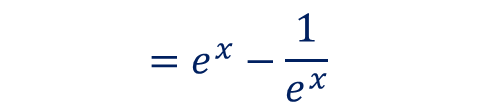 = e^x − 1/e^x